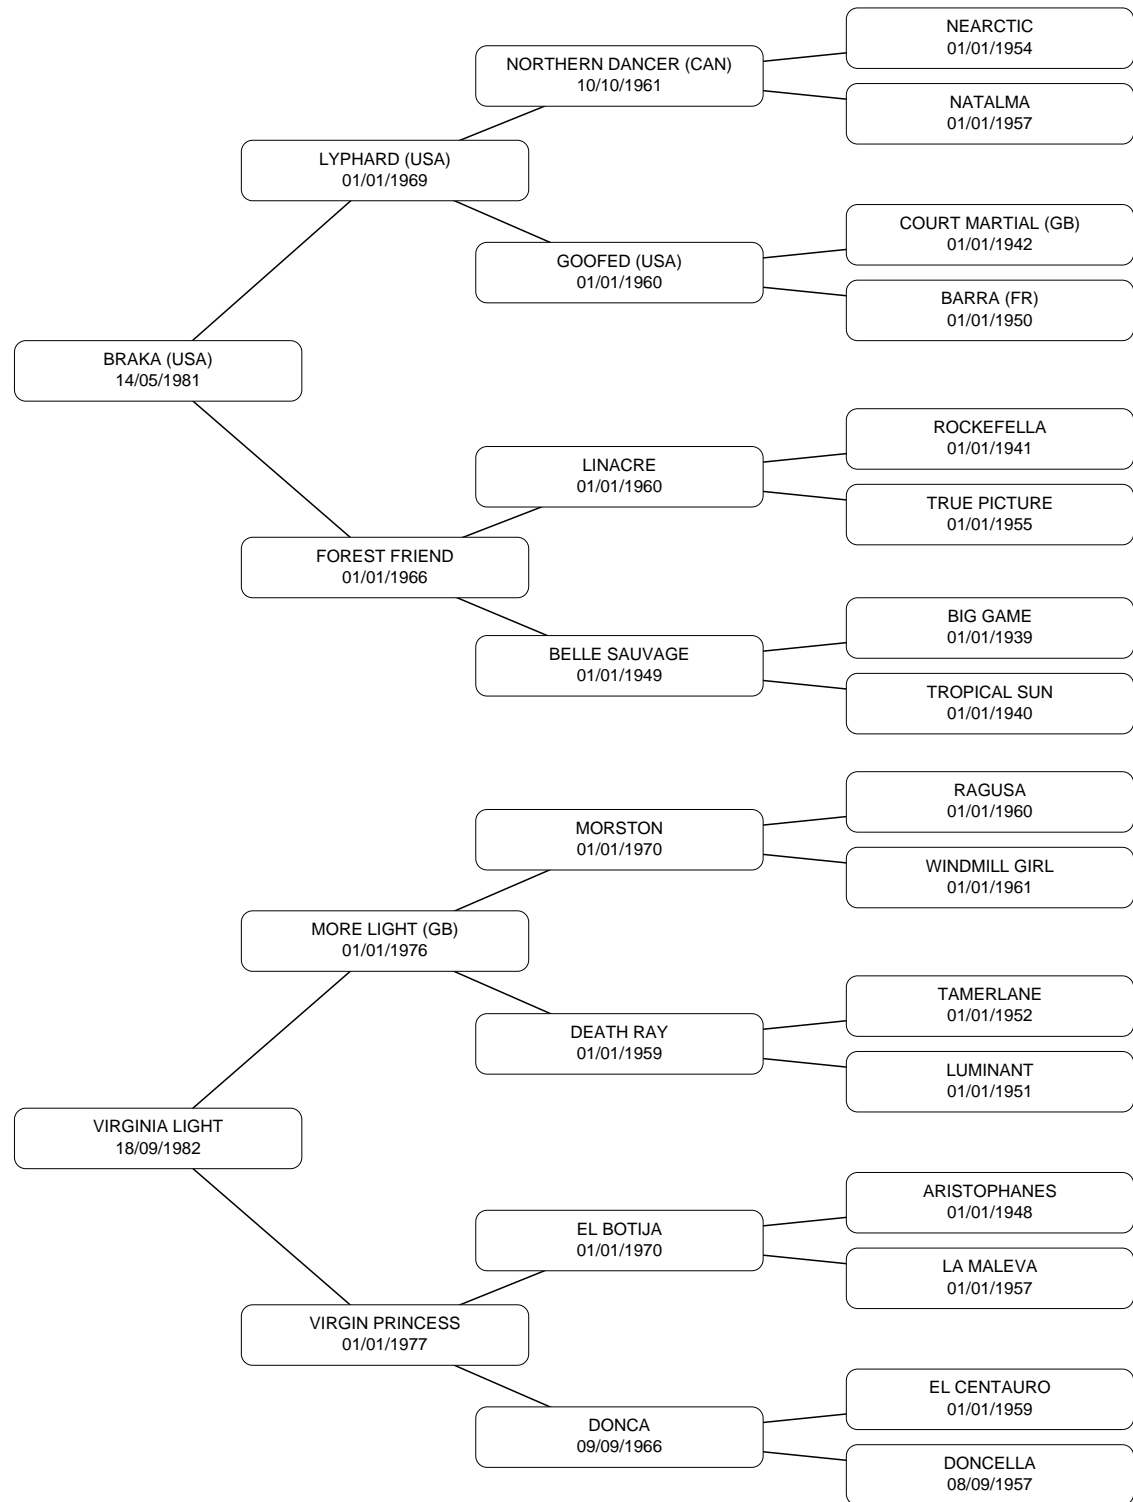 NEARCTIC
01/01/1954
NORTHERN DANCER (CAN)
10/10/1961
NATALMA
01/01/1957
LYPHARD (USA)
01/01/1969
COURT MARTIAL (GB)
01/01/1942
GOOFED (USA)
01/01/1960
BARRA (FR)
01/01/1950
BRAKA (USA)
14/05/1981
ROCKEFELLA
01/01/1941
LINACRE
01/01/1960
TRUE PICTURE
01/01/1955
FOREST FRIEND
01/01/1966
BIG GAME
01/01/1939
BELLE SAUVAGE
01/01/1949
TROPICAL SUN
01/01/1940
RAGUSA
01/01/1960
MORSTON
01/01/1970
WINDMILL GIRL
01/01/1961
MORE LIGHT (GB)
01/01/1976
TAMERLANE
01/01/1952
DEATH RAY
01/01/1959
LUMINANT
01/01/1951
VIRGINIA LIGHT
18/09/1982
ARISTOPHANES
01/01/1948
EL BOTIJA
01/01/1970
LA MALEVA
01/01/1957
VIRGIN PRINCESS
01/01/1977
EL CENTAURO
01/01/1959
DONCA
09/09/1966
DONCELLA
08/09/1957